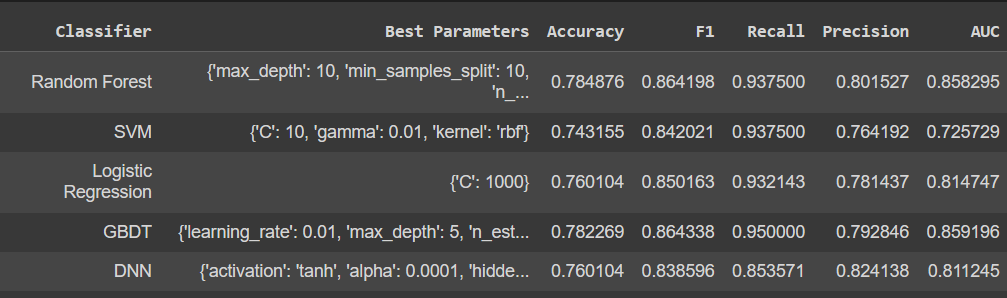 Classifier Best Parameters Accuracy F1 Recall Precision AUC
Random Forest {'max_depth': 10, 'min_samples_split': 10, 'n_... 0.784876 0.864198 0.937500 0.801527 0.858295
SVM {'C': 10, 'gamma': 0.01, 'kernel': 'rbf'} 0.743155 0.842021 0.937500 0.764192 0.725729
Logistic Regression {'C': 1000} 0.760104 0.850163 0.932143 0.781437 0.814747
GBDT {'learning_rate': 0.01, 'max_depth': 5, 'n_est... 0.782269 0.864338 0.950000 0.792846 0.859196
DNN {'activation': 'tanh', 'alpha': 0.0001, 'hidde... 0.760104 0.838596 0.853571 0.824138 0.811245